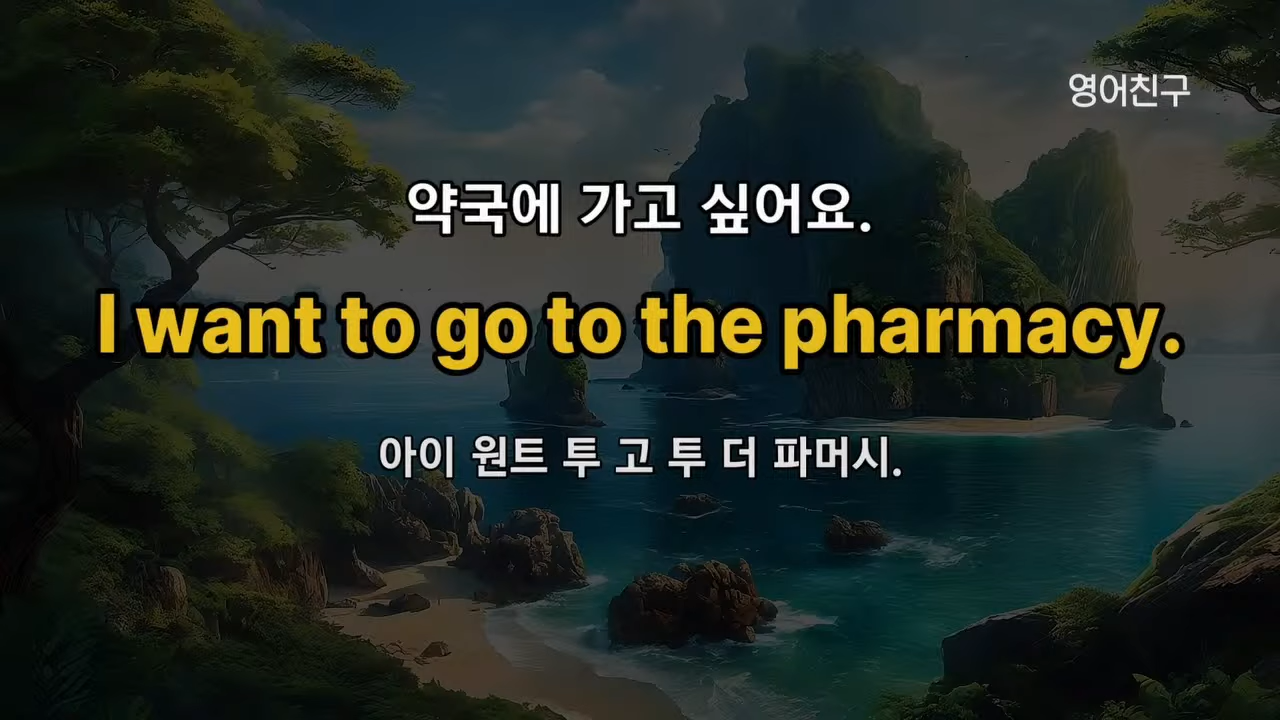 영어친구
약국에 가고 싶어요.
I want to go to the pharmacy.
아이 원트 투 고 투 더 파머시.